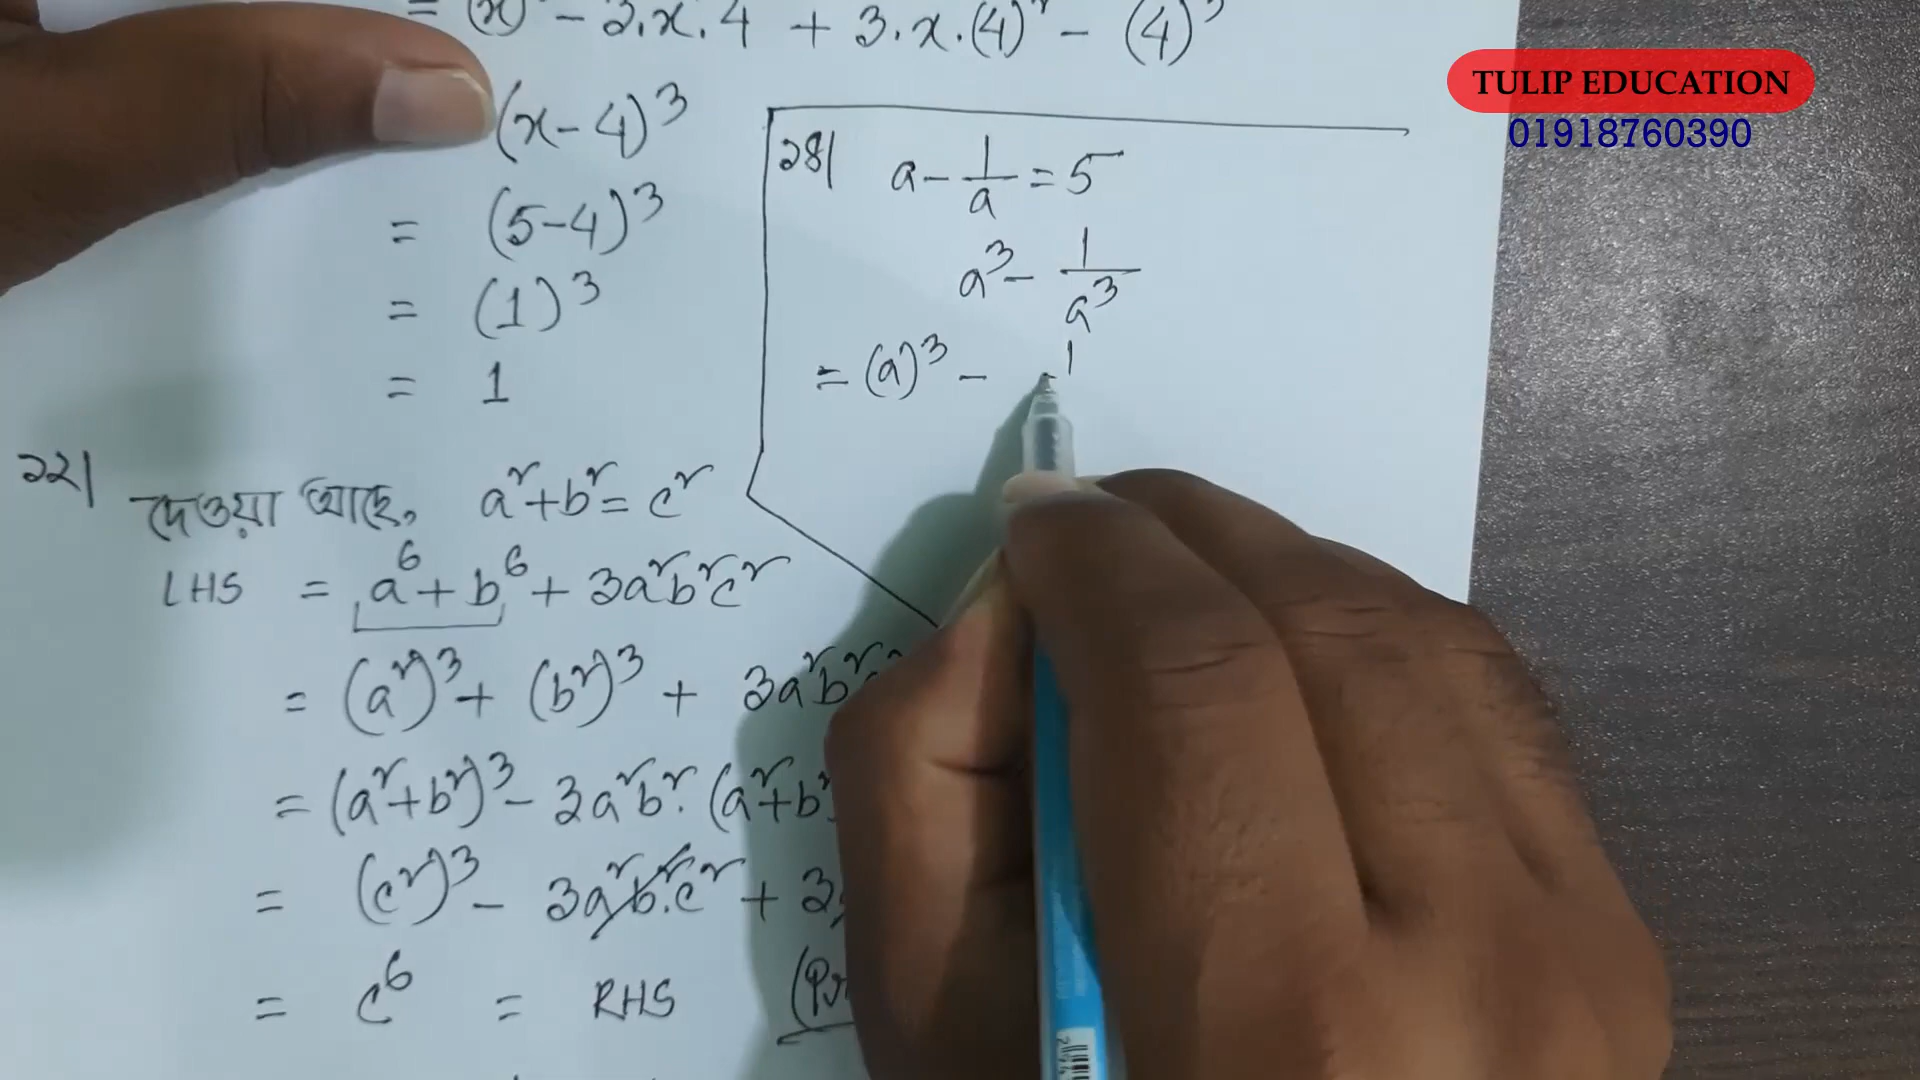 = (x) - 3.x.4 + 3.x.(4)² - (4)³
(x-4)³
= (5-4)³
= (1)³
= 1
২২। দেওয়া আছে, a²+b²= c²
LHS = a⁶ + b⁶ + 3a²b²c²
= (a²)³ + (b²)³ + 3a²b²
= (a²+b²)³ - 3a²b². (a²+b²
= (c²)³ - 3a²b².c² + 3
= c⁶ = RHS
২৪। a - 1/a = 5
a³ - 1/a³
= (a)³ - 1
TULIP EDUCATION
01918760390